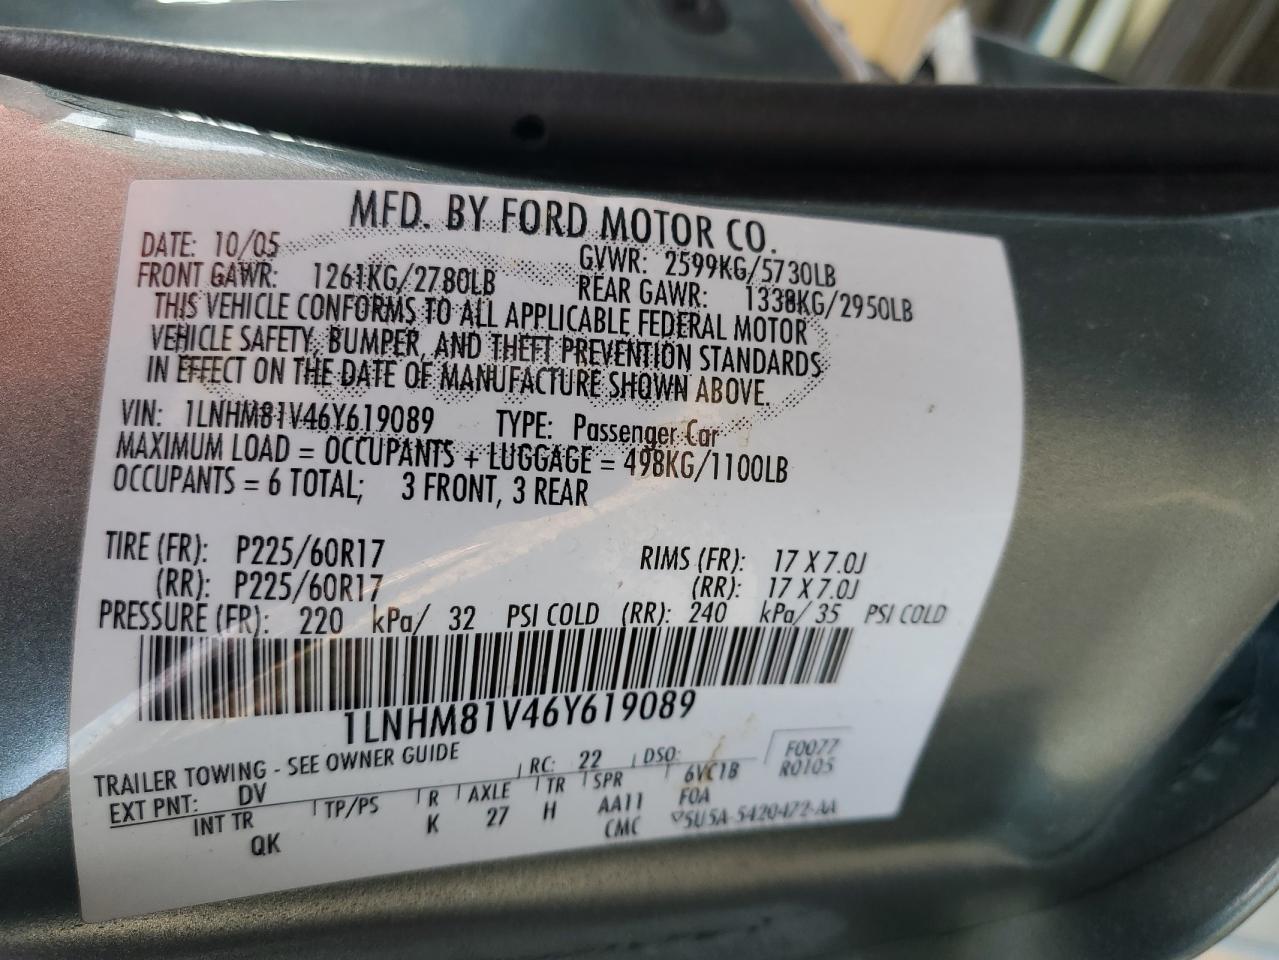 MFD. BY FORD MOTOR CO.
DATE: 10/05 GVWR: 2599KG/5730LB
FRONT GAWR: 1261KG/2780LB REAR GAWR: 1338KG/2950LB
THIS VEHICLE CONFORMS TO ALL APPLICABLE FEDERAL MOTOR
VEHICLE SAFETY, BUMPER, AND THEFT PREVENTION STANDARDS
IN EFFECT ON THE DATE OF MANUFACTURE SHOWN ABOVE.
VIN: 1LNHM81V46Y619089 TYPE: Passenger Car
MAXIMUM LOAD = OCCUPANTS + LUGGAGE = 498KG/1100LB
OCCUPANTS = 6 TOTAL; 3 FRONT, 3 REAR
TIRE (FR): P225/60R17 RIMS (FR): 17 X 7.0J
(RR): P225/60R17 (RR): 17 X 7.0J
PRESSURE (FR): 220 kPa/ 32 PSI COLD (RR): 240 kPa/ 35 PSI COLD
1LNHM81V46Y619089
TRAILER TOWING - SEE OWNER GUIDE RC: 22 DSO: F0077
EXT PNT: DV R0105
INT TR TP/PS R AXLE TR SPR 6VC1B
QK K 27 H AA11 FOA
CMC 5U5A-5420472-AA